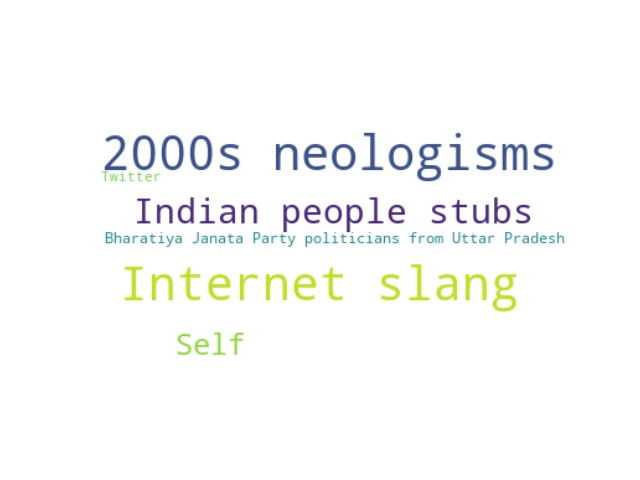 2000s neologisms
Twitter
Indian people stubs
Bharatiya Janata Party politicians from Uttar Pradesh
Internet slang
Self